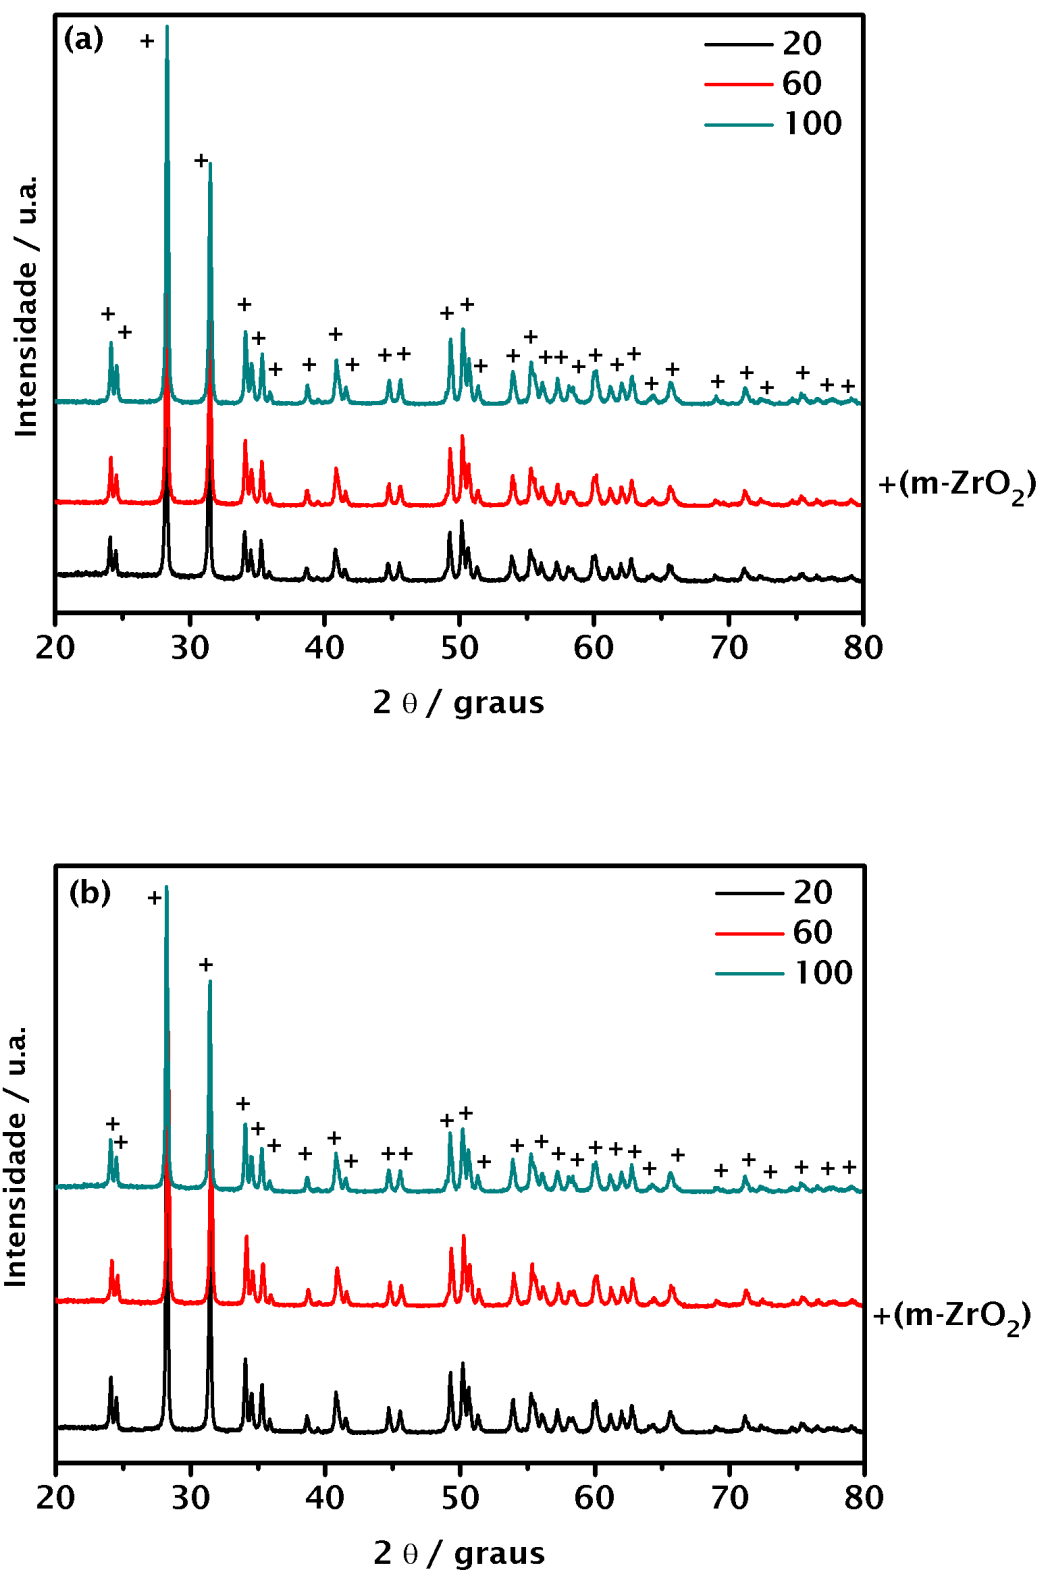 (a)
20
60
100
Intensidade / u.a.
+(m-ZrO2)
20 30 40 50 60 70 80
2 θ / graus
(b)
20
60
100
Intensidade / u.a.
+(m-ZrO2)
20 30 40 50 60 70 80
2 θ / graus